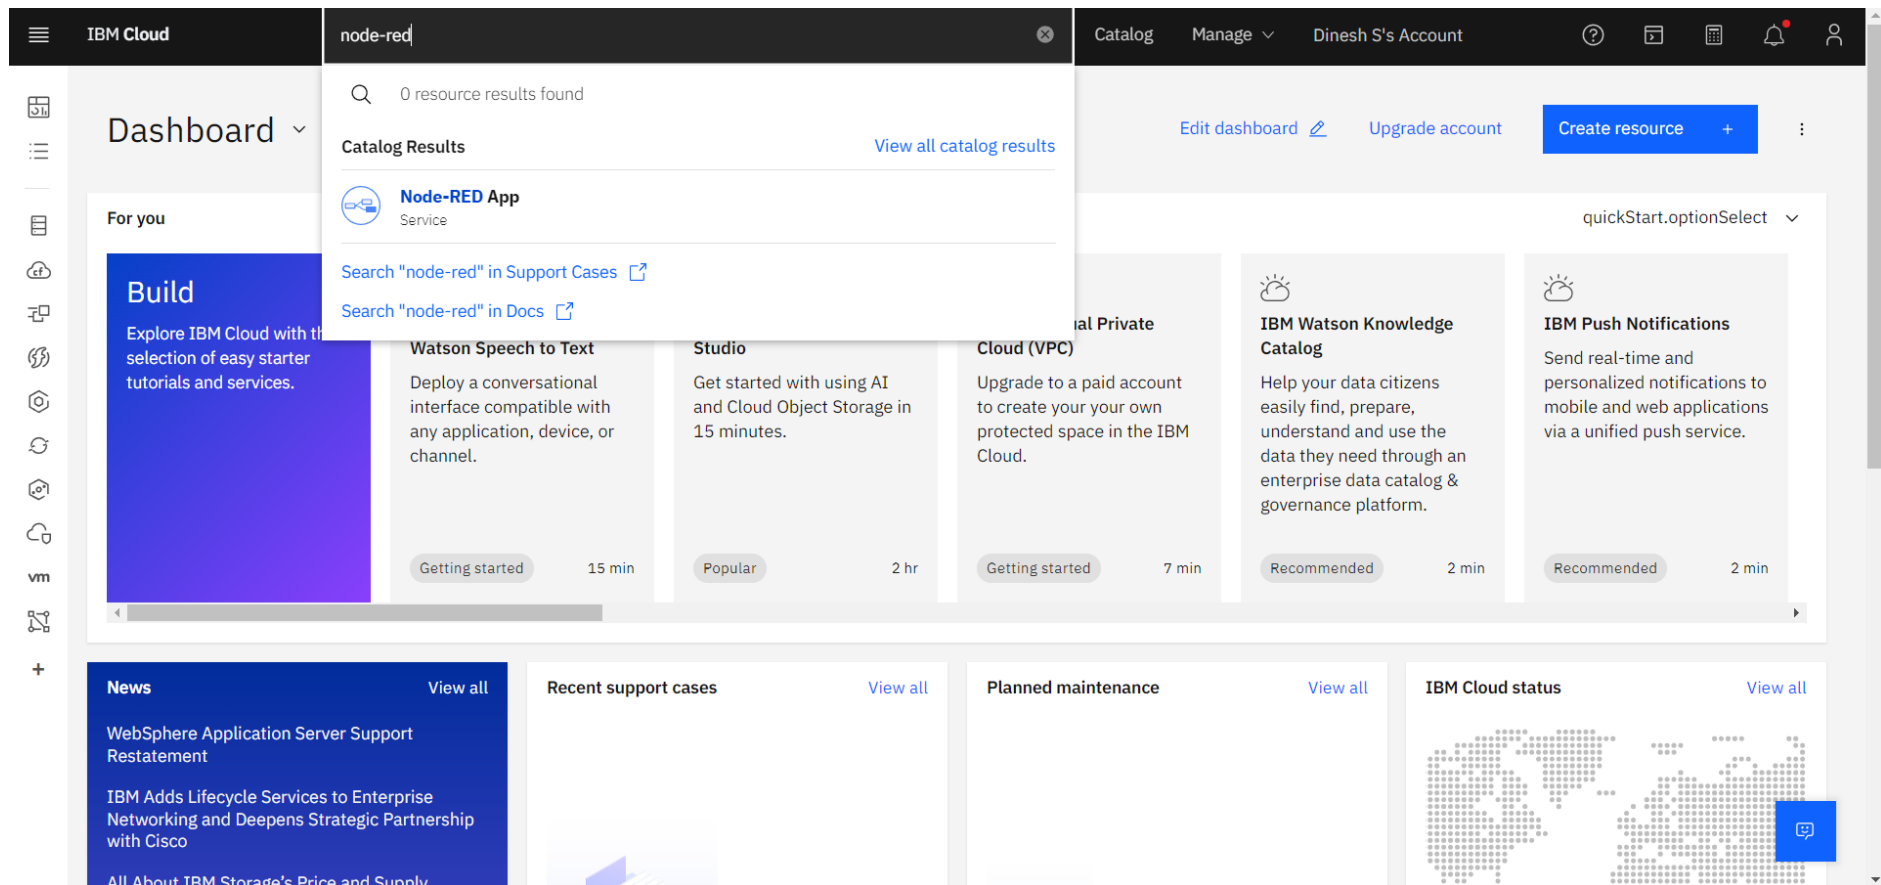 IBM Cloud
node-red
Catalog
Manage
Dinesh S's Account
0 resource results found
Catalog Results
View all catalog results
Node-RED App
Service
Search "node-red" in Support Cases
Search "node-red" in Docs
Dashboard
Edit dashboard
Upgrade account
Create resource +
For you
quickStart.optionSelect
Build
Explore IBM Cloud with
selection of easy starter
tutorials and services.
Watson Speech to Text
Deploy a conversational
interface compatible with
any application, device, or
channel.
Getting started
15 min
Studio
Get started with using AI
and Cloud Object Storage in
15 minutes.
Popular
2 hr
Private
Cloud (VPC)
Upgrade to a paid account
to create your your own
protected space in the IBM
Cloud.
Getting started
7 min
IBM Watson Knowledge
Catalog
Help your data citizens
easily find, prepare,
understand and use the
data they need through an
enterprise data catalog &
governance platform.
Recommended
2 min
IBM Push Notifications
Send real-time and
personalized notifications to
mobile and web applications
via a unified push service.
Recommended
2 min
vm
News
View all
WebSphere Application Server Support
Restatement
IBM Adds Lifecycle Services to Enterprise
Networking and Deepens Strategic Partnership
with Cisco
All About IBM Storage's Price and Supply
Recent support cases
View all
Planned maintenance
View all
IBM Cloud status
View all